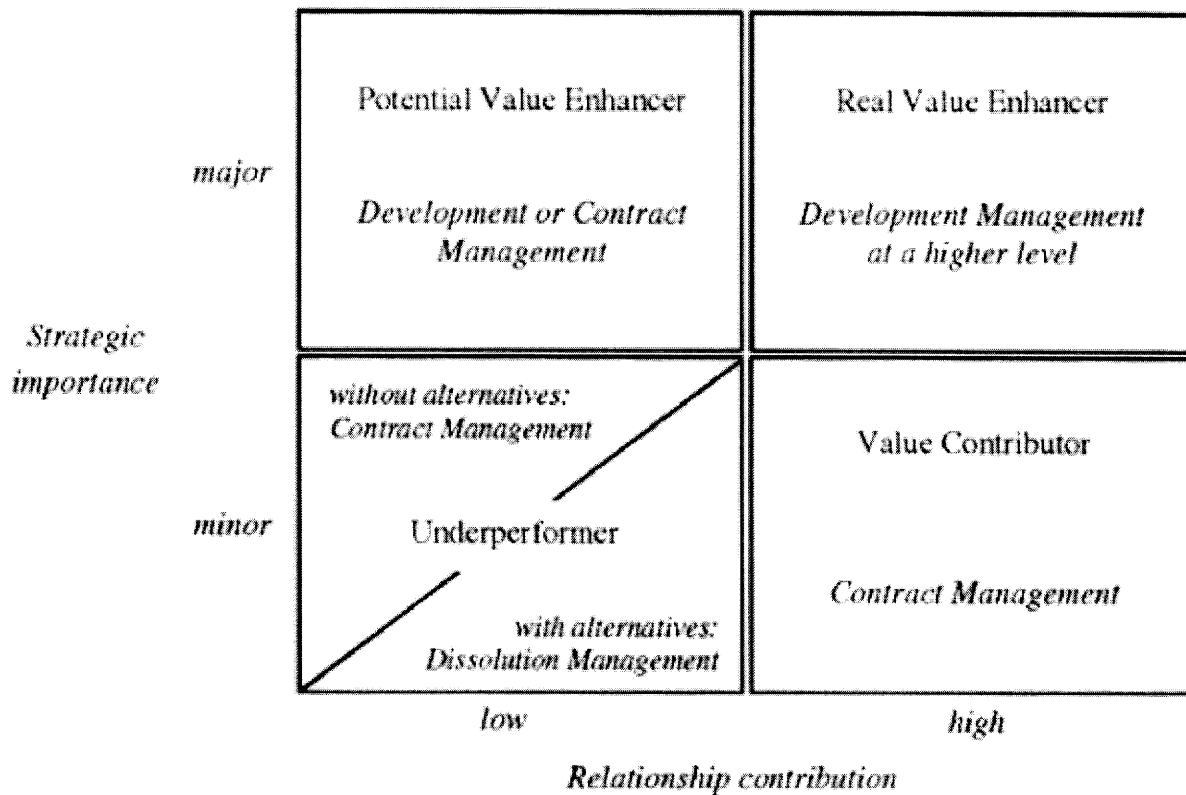 Potential Value Enhancer
Real Value Enhancer
major
Development or Contract
Management
Development Management
at a higher level
Strategic
importance
without alternatives:
Contract Management
Value Contributor
minor
Underperformer
Contract Management
with alternatives:
Dissolution Management
low
high
Relationship contribution